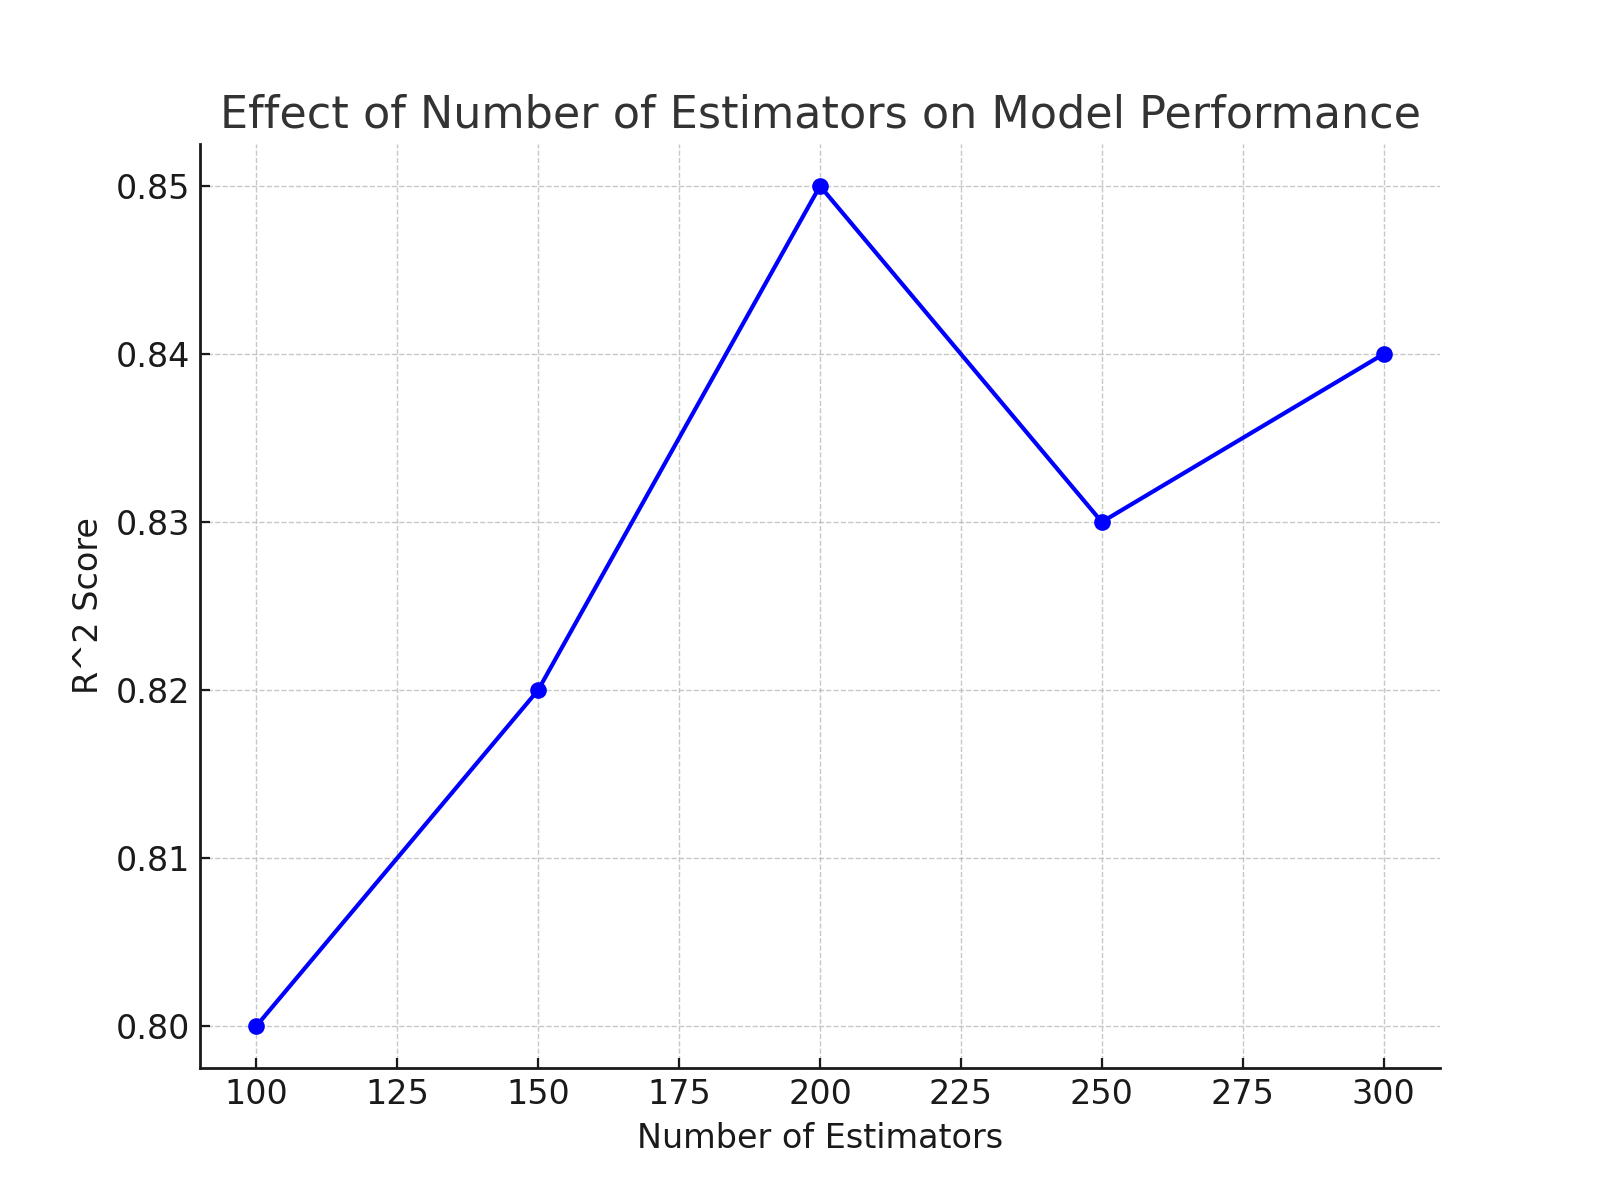 Effect of Number of Estimators on Model Performance
0.85
0.84
0.83
0.82
0.81
0.80
R^2 Score
100 125 150 175 200 225 250 275 300
Number of Estimators